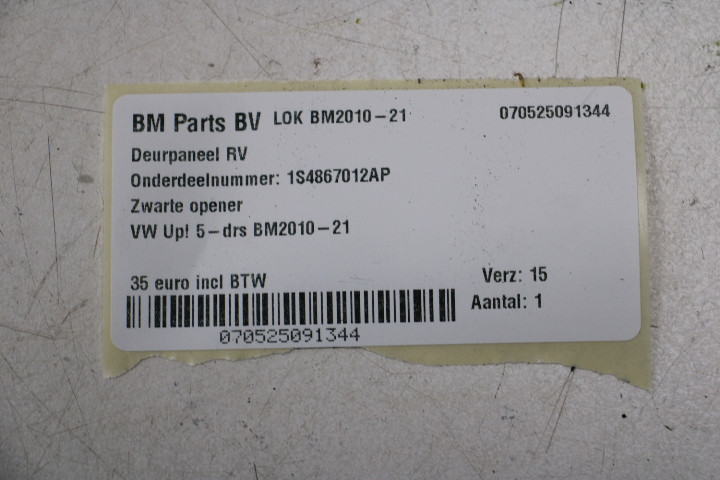 BM Parts BV LOK BM2010-21 070525091344
Deurpaneel RV
Onderdeelnummer: 1S4867012AP
Zwarte opener
VW Up! 5-drs BM2010-21
35 euro incl BTW Verz: 15
Aantal: 1
070525091344